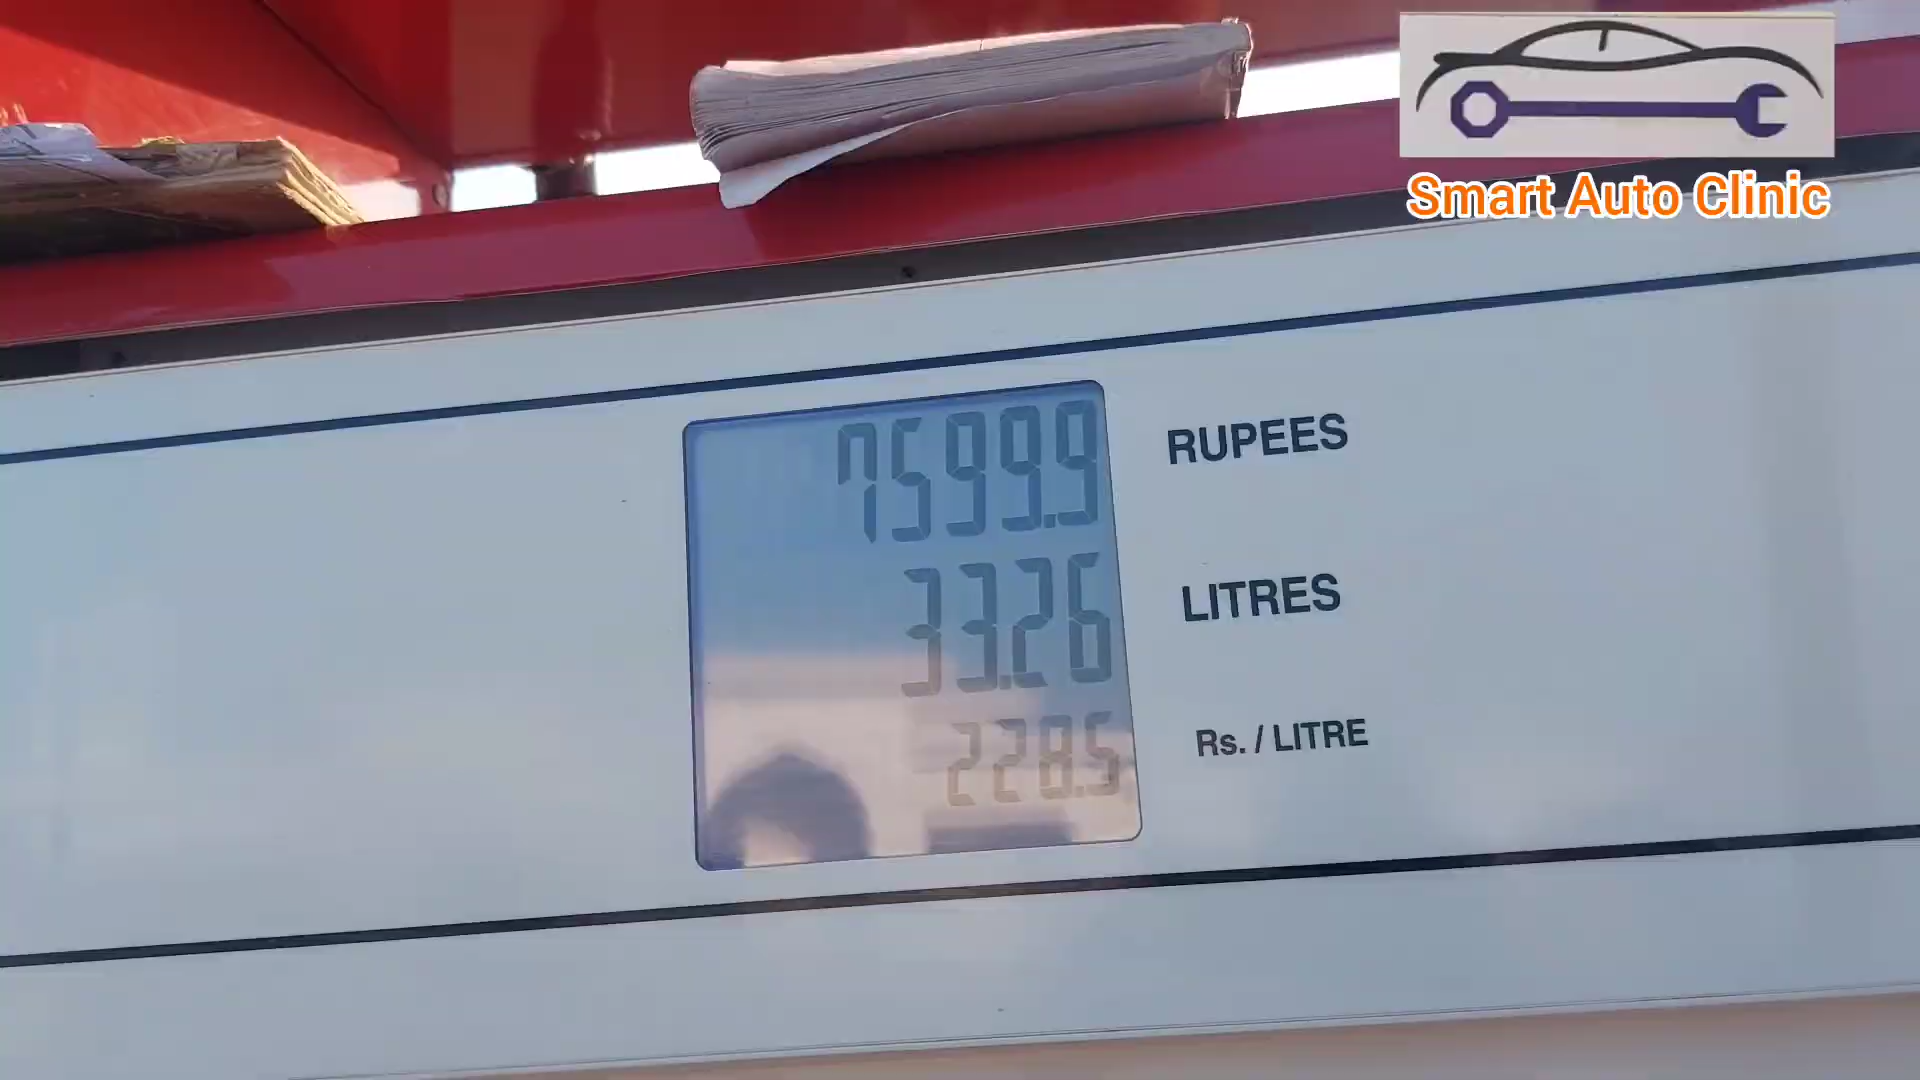 Smart Auto Clinic
7599.9 RUPEES
33.26 LITRES
228.5 Rs. / LITRE